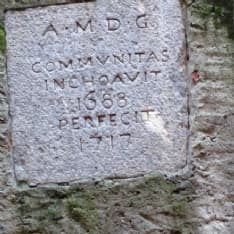 A·M·D·G·
COMMVNITAS
INCHOAVIT
1688
PERFECIT
1717